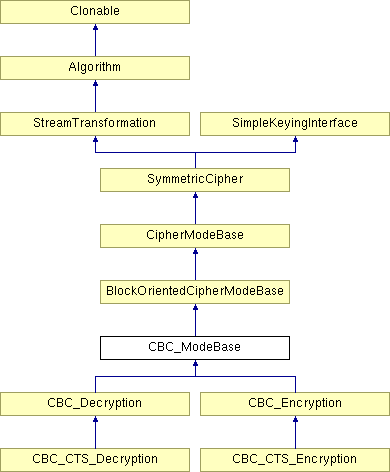 Clonable
Algorithm
StreamTransformation
SimpleKeyingInterface
SymmetricCipher
CipherModeBase
BlockOrientedCipherModeBase
CBC_ModeBase
CBC_Decryption
CBC_Encryption
CBC_CTS_Decryption
CBC_CTS_Encryption